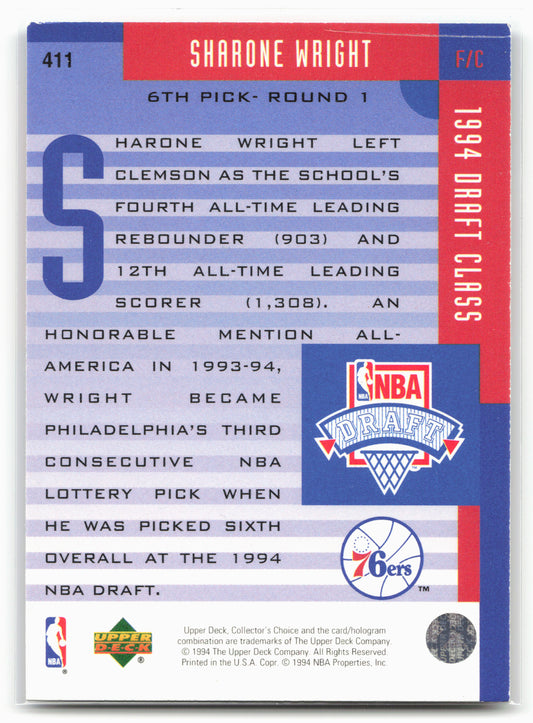 411
SHARONE WRIGHT
F/C
6TH PICK- ROUND 1
1994 DRAFT CLASS
SHARONE WRIGHT LEFT
CLEMSON AS THE SCHOOL'S
FOURTH ALL-TIME LEADING
REBOUNDER (903) AND
12TH ALL-TIME LEADING
SCORER (1,308). AN
HONORABLE MENTION ALL-
AMERICA IN 1993-94,
WRIGHT BECAME
PHILADELPHIA'S THIRD
CONSECUTIVE NBA
LOTTERY PICK WHEN
HE WAS PICKED SIXTH
OVERALL AT THE 1994
NBA DRAFT.
NBA
DRAFT
™
76ers
™
NBA
®
UPPER
DECK
®
Upper Deck, Collector's Choice and the card/hologram
combination are trademarks of The Upper Deck Company.
© 1994 The Upper Deck Company. All Rights Reserved.
Printed in the U.S.A. Copr. © 1994 NBA Properties, Inc.